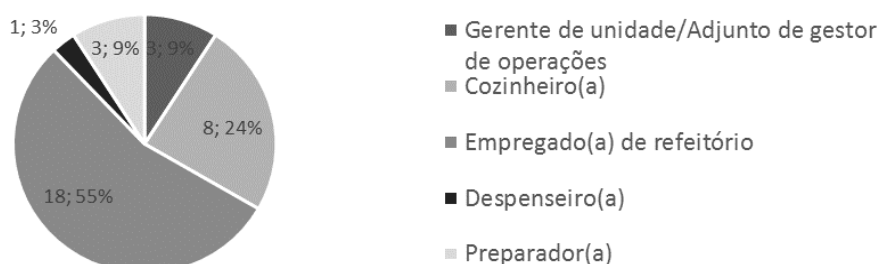 1; 3%
3; 9%
3; 9%
8; 24%
18; 55%
Gerente de unidade/Adjunto de gestor
de operações
Cozinheiro(a)
Empregado(a) de refeitório
Despenseiro(a)
Preparador(a)